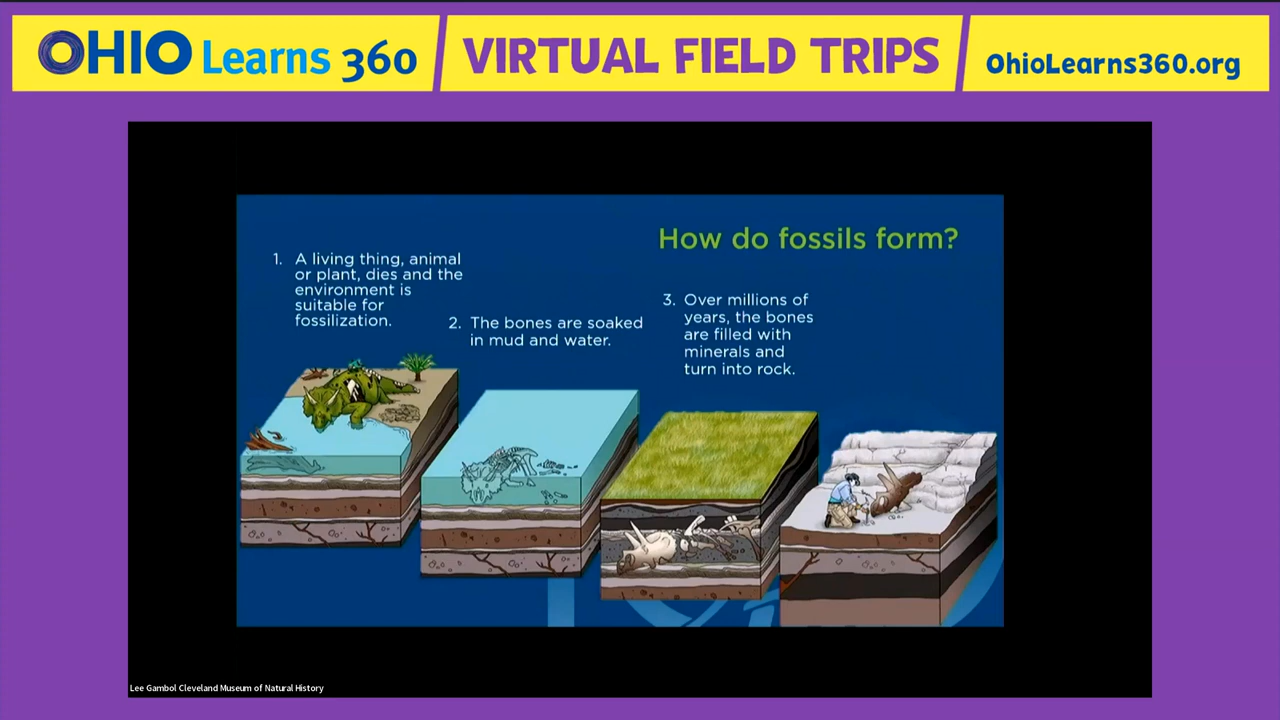 OHIO Learns 360
VIRTUAL FIELD TRIPS
OhioLearns360.org
How do fossils form?
1. A living thing, animal
or plant, dies and the
environment is
suitable for
fossilization.
2. The bones are soaked
in mud and water.
3. Over millions of
years, the bones
are filled with
minerals and
turn into rock.
Lee Gambol Cleveland Museum of Natural History